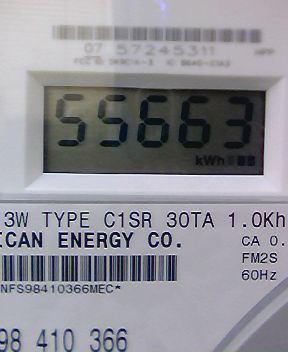 07 57245311
55663
kWh
3W TYPE C1SR 30TA 1.0Kh
ICAN ENERGY CO.
CA 0.
FM2S
60Hz
NFS98410366MEC*
98 410 366